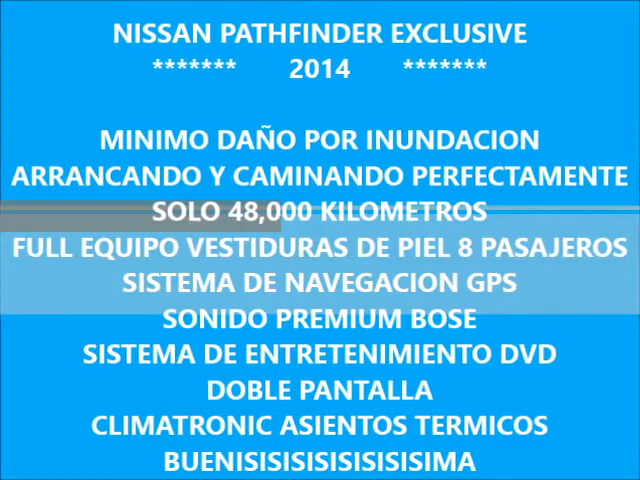 NISSAN PATHFINDER EXCLUSIVE
******* 2014 *******
MINIMO DAÑO POR INUNDACION
ARRANCANDO Y CAMINANDO PERFECTAMENTE
SOLO 48,000 KILOMETROS
FULL EQUIPO VESTIDURAS DE PIEL 8 PASAJEROS
SISTEMA DE NAVEGACION GPS
SONIDO PREMIUM BOSE
SISTEMA DE ENTRETENIMIENTO DVD
DOBLE PANTALLA
CLIMATRONIC ASIENTOS TERMICOS
BUENISISISISISISISISIMA